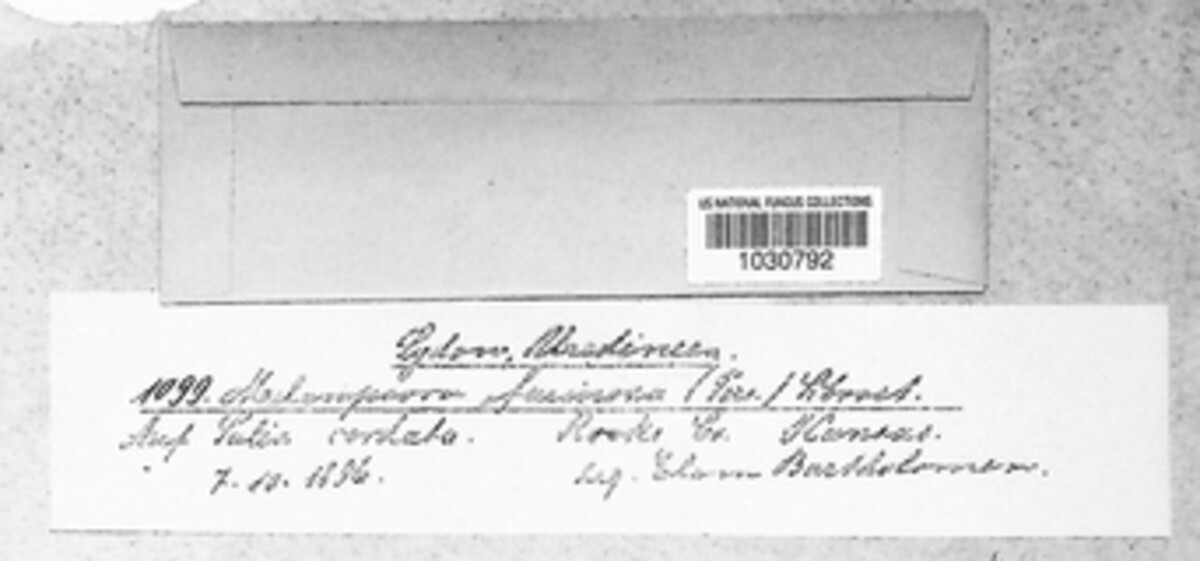 US NATIONAL FUNGUS COLLECTIONS
1030792
Sydow, Uredineen.
1099. Melampsora farinosa (Pers.) Schroet.
Auf Salix cordata. Rooks Co. Kansas.
7. 10. 1896. leg. Elam Bartholomew.